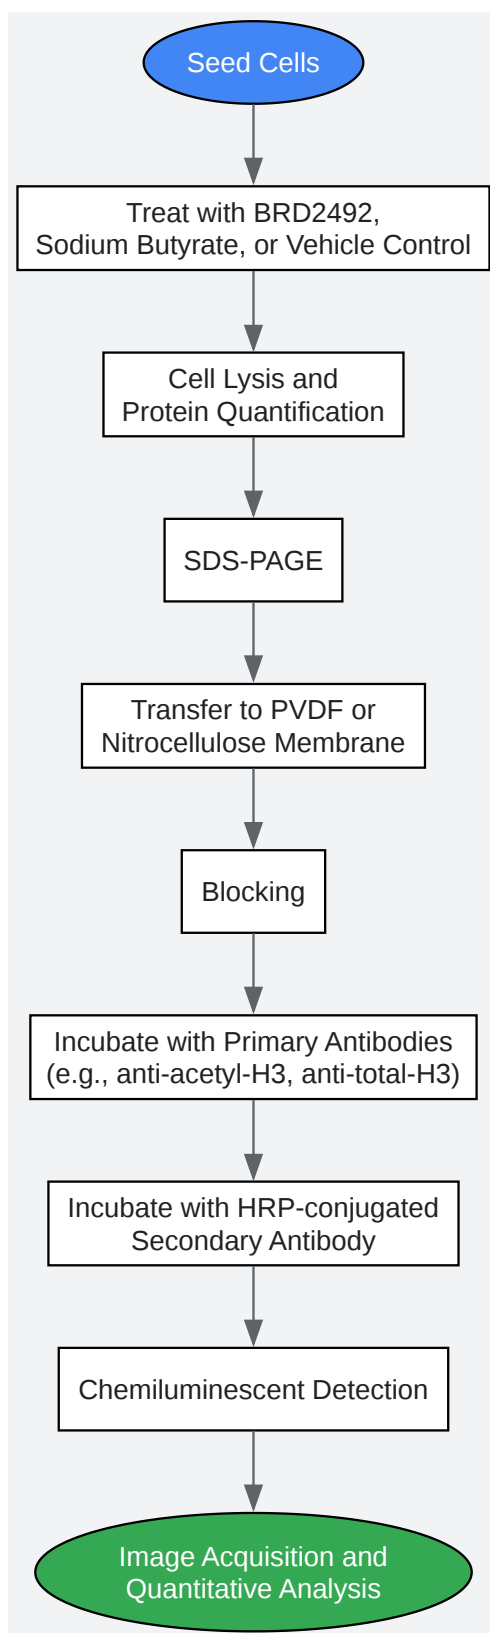 Seed Cells
Treat with BRD2492,
Sodium Butyrate, or Vehicle Control
Cell Lysis and
Protein Quantification
SDS-PAGE
Transfer to PVDF or
Nitrocellulose Membrane
Blocking
Incubate with Primary Antibodies
(e.g., anti-acetyl-H3, anti-total-H3)
Incubate with HRP-conjugated
Secondary Antibody
Chemiluminescent Detection
Image Acquisition and
Quantitative Analysis